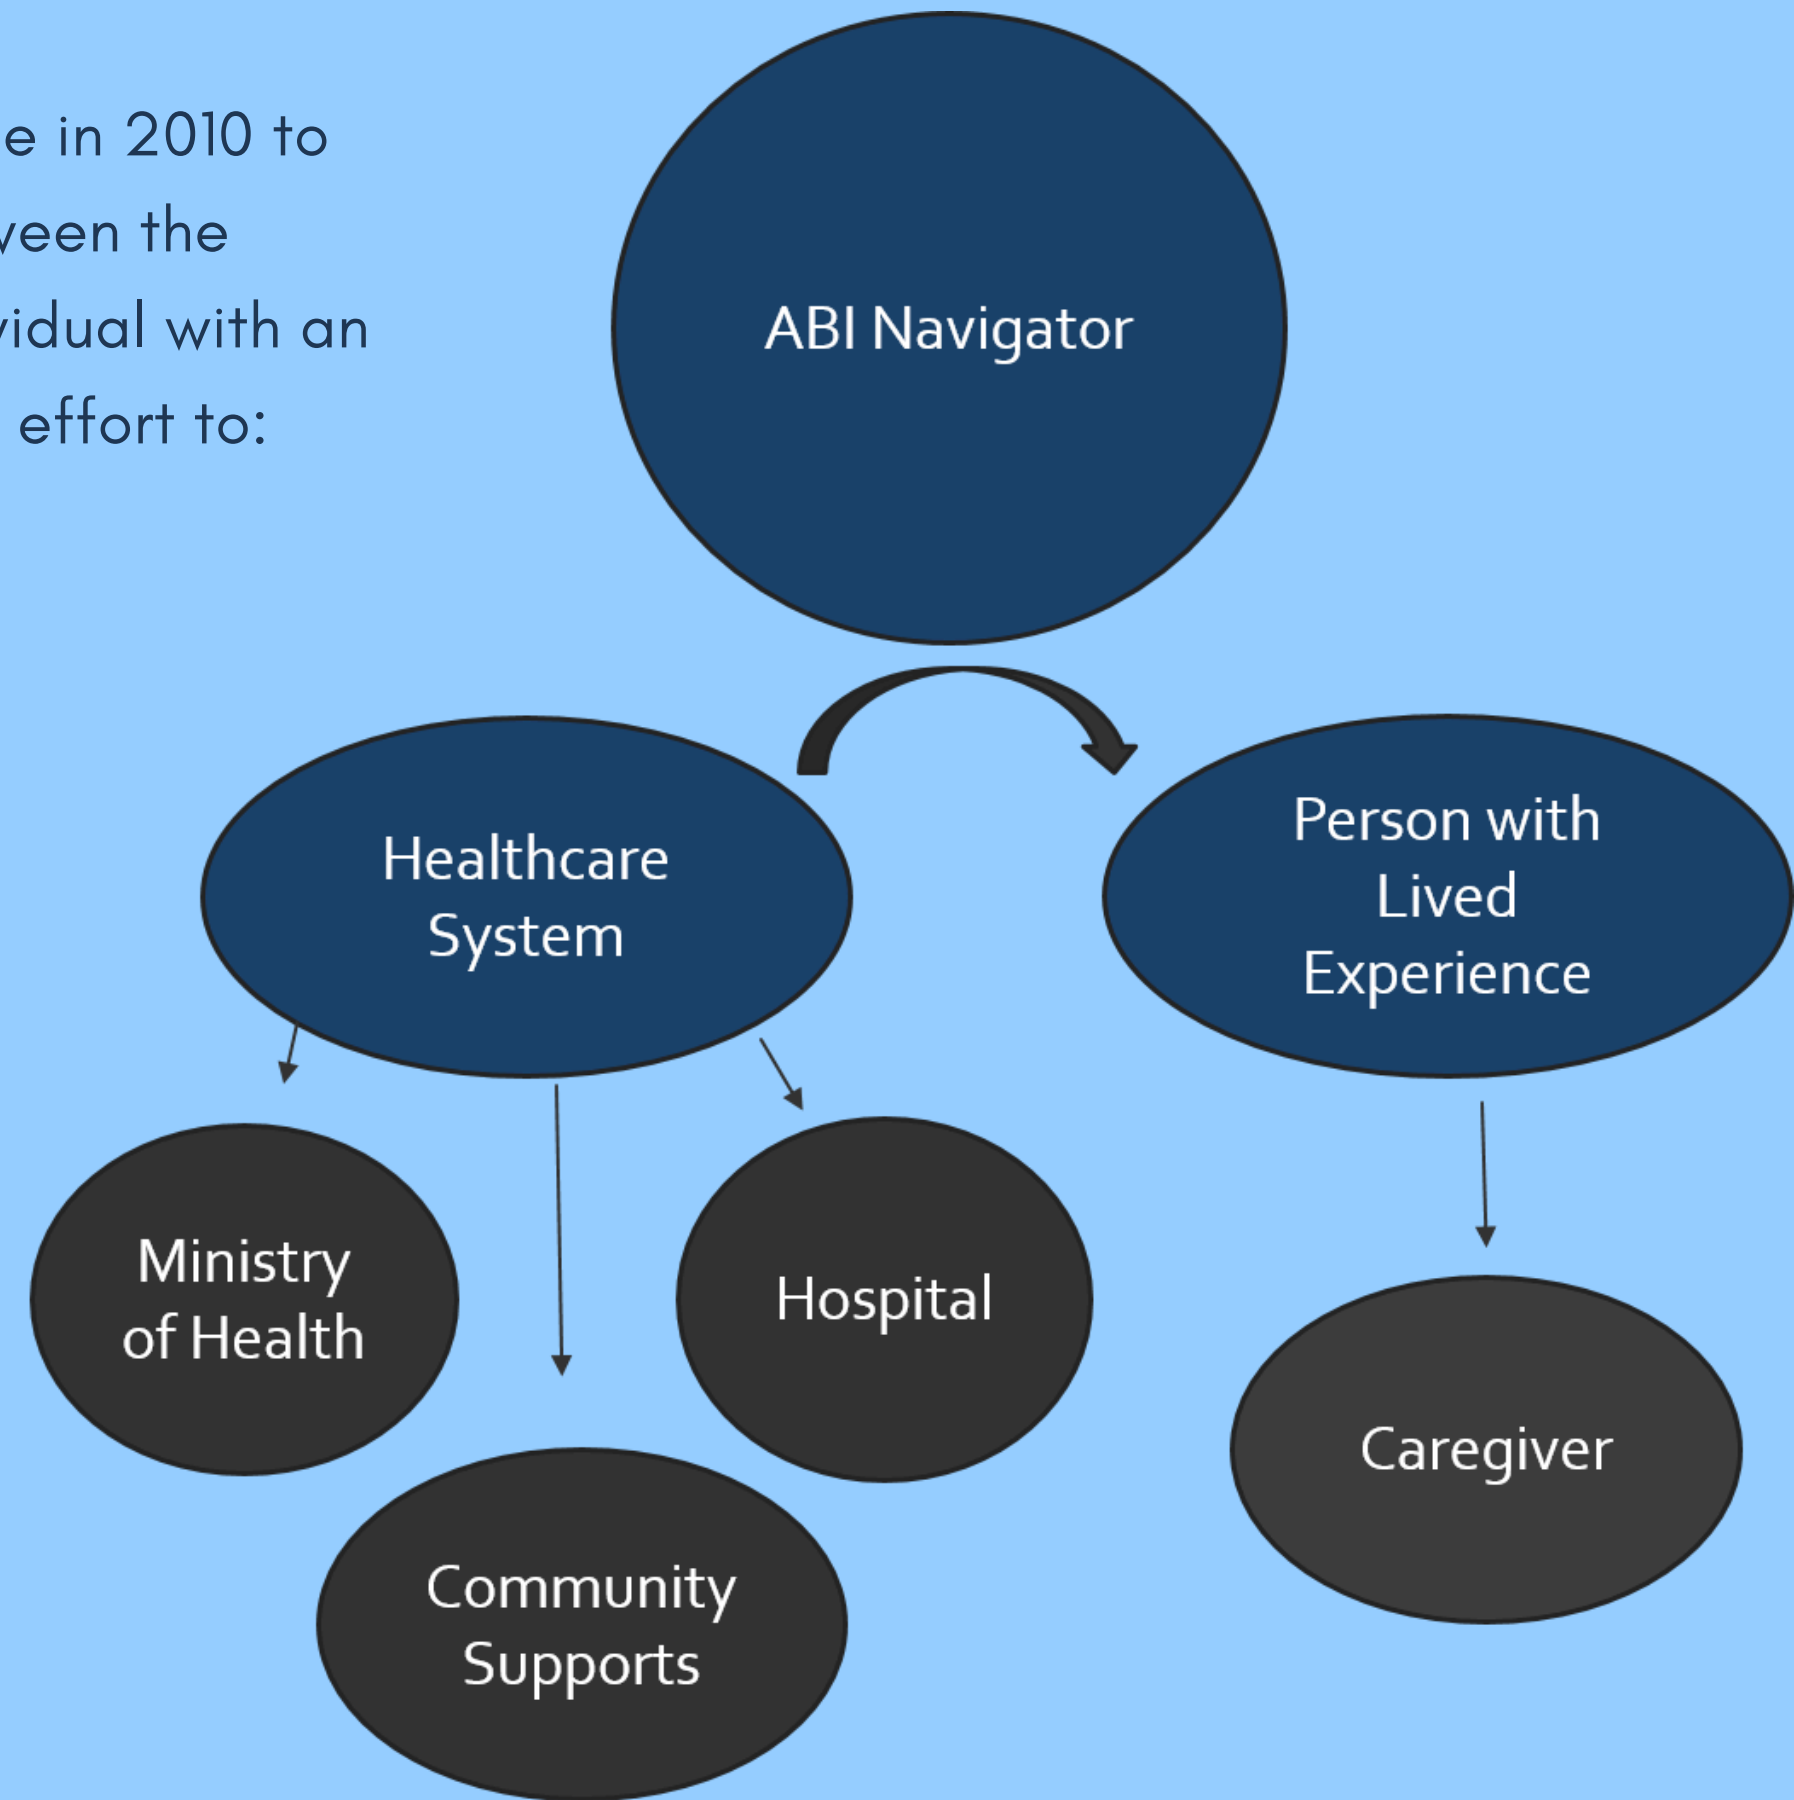 e in 2010 to
veen the
vidual with an
effort to:
ABI Navigator
Healthcare
System
Person with
Lived
Experience
Ministry
of Health
Hospital
Community
Supports
Caregiver